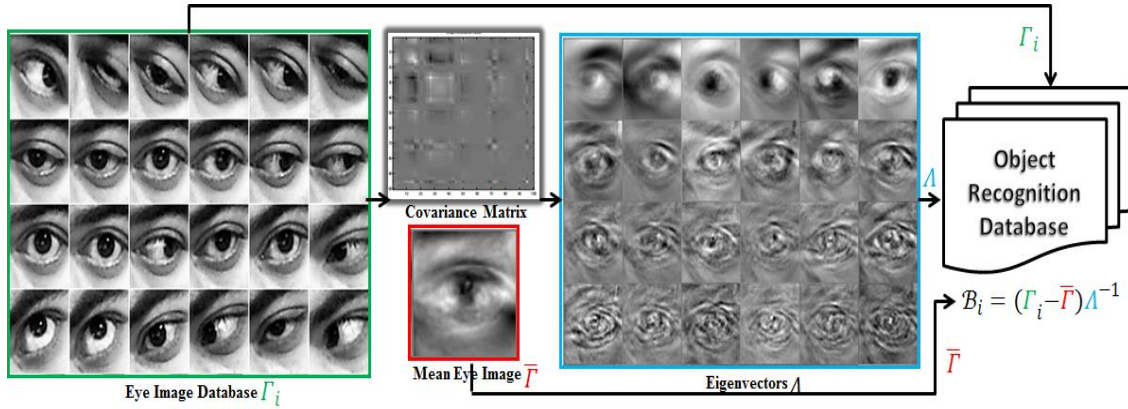 Γi
Λ
Object
Recognition
Database
Covariance Matrix
ℬi = (Γi−Γ̅)Λ−1
Mean Eye Image Γ̅
Eye Image Database Γi
Eigenvectors Λ
Γ̅